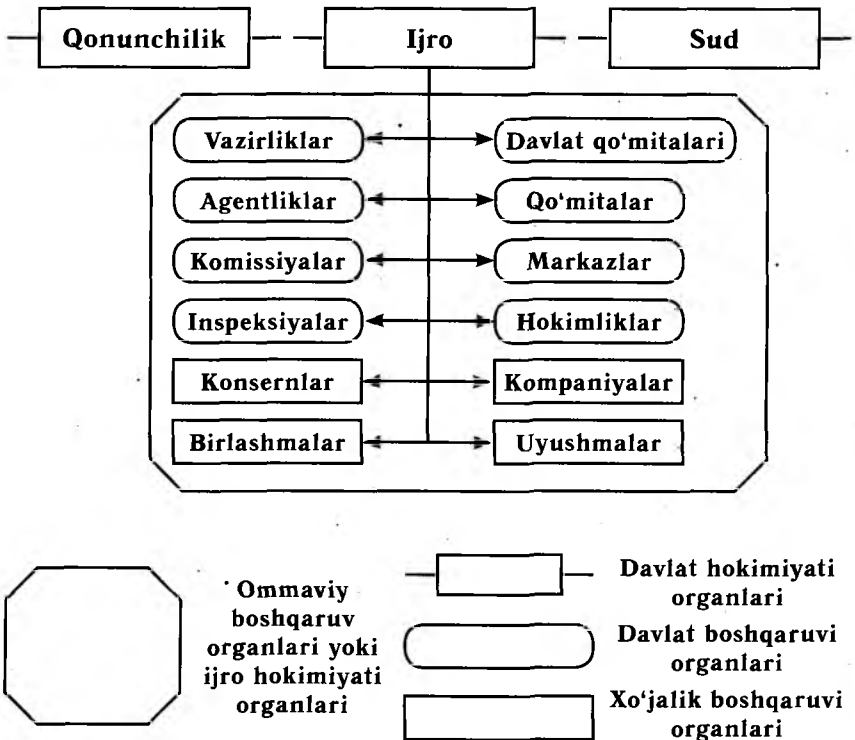 Qonunchilik
Ijro
Sud
Vazirliklar
Davlat qo‘mitalari
Agentliklar
Qo‘mitalar
Komissiyalar
Markazlar
Inspeksiyalar
Hokimliklar
Konsernlar
Kompaniyalar
Birlashmalar
Uyushmalar
Ommaviy
boshqaruv
organlari yoki
ijro hokimiyati
organlari
Davlat hokimiyati
organlari
Davlat boshqaruvi
organlari
Xo‘jalik boshqaruvi
organlari